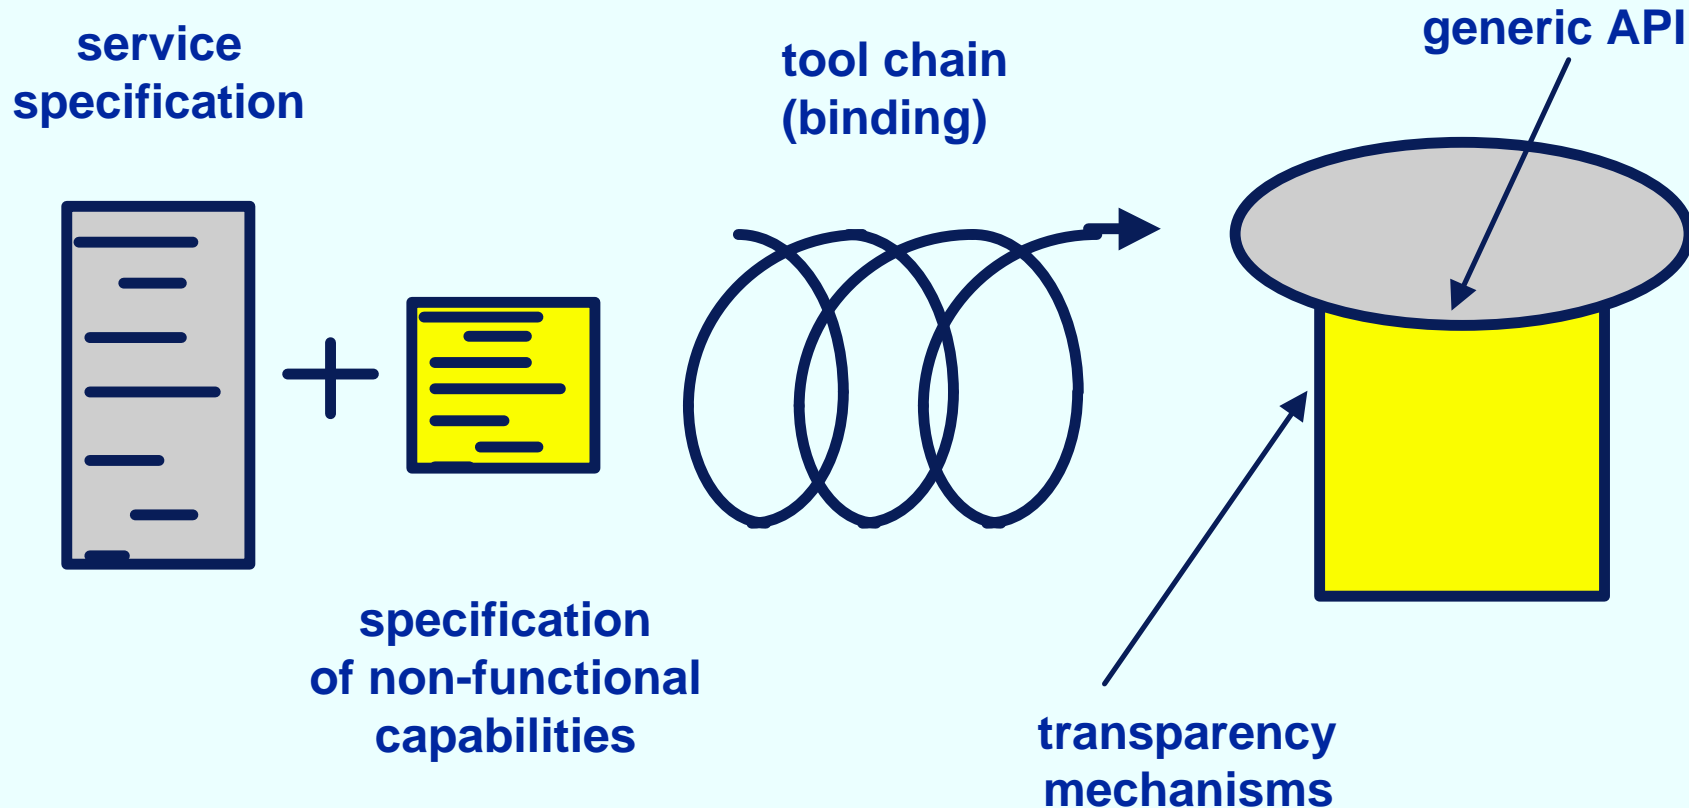 service
specification
tool chain
(binding)
generic API
specification
of non-functional
capabilities
transparency
mechanisms